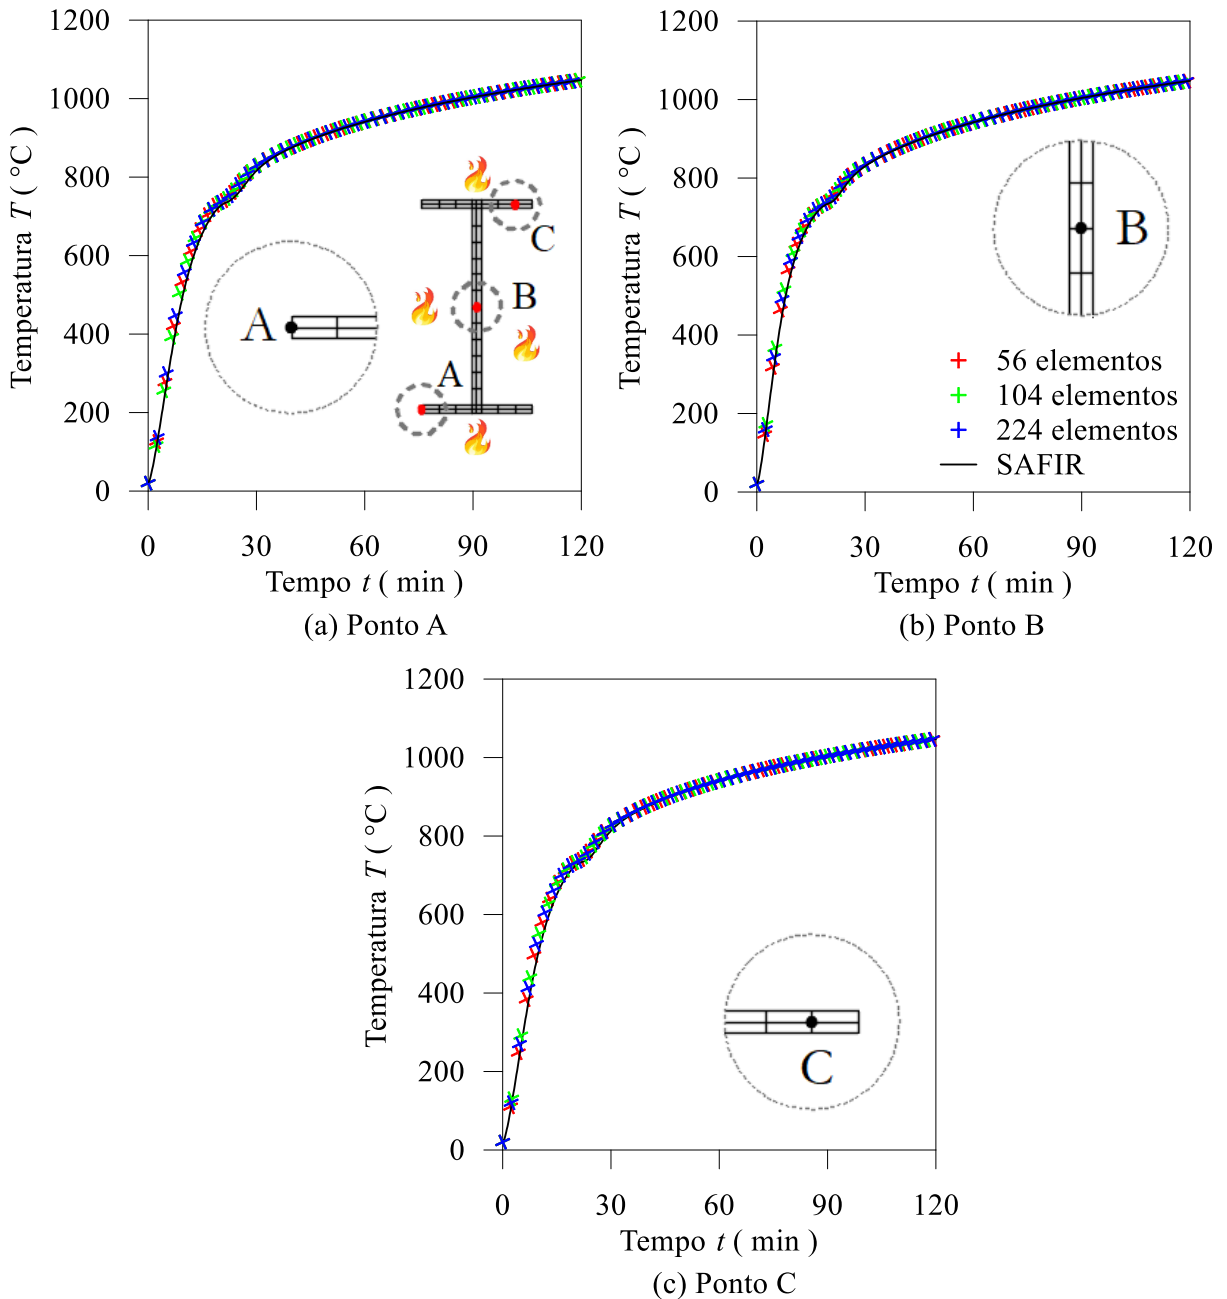 1200
1000
800
600
400
200
0
Temperatura T ( °C )
A
C
B
A
0 30 60 90 120
Tempo t ( min )
(a) Ponto A
1200
1000
800
600
400
200
0
Temperatura T ( °C )
B
56 elementos
104 elementos
224 elementos
SAFIR
0 30 60 90 120
Tempo t ( min )
(b) Ponto B
1200
1000
800
600
400
200
0
Temperatura T ( °C )
C
0 30 60 90 120
Tempo t ( min )
(c) Ponto C